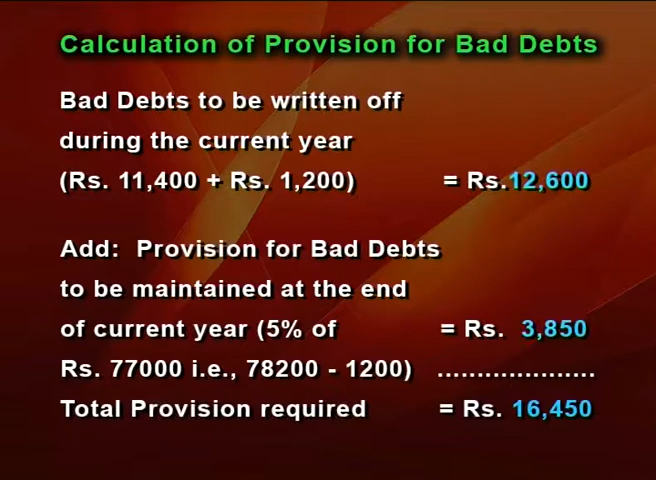 Calculation of Provision for Bad Debts
Bad Debts to be written off
during the current year
(Rs. 11,400 + Rs. 1,200) = Rs.12,600
Add: Provision for Bad Debts
to be maintained at the end
of current year (5% of = Rs. 3,850
Rs. 77000 i.e., 78200 - 1200) ....................
Total Provision required = Rs. 16,450